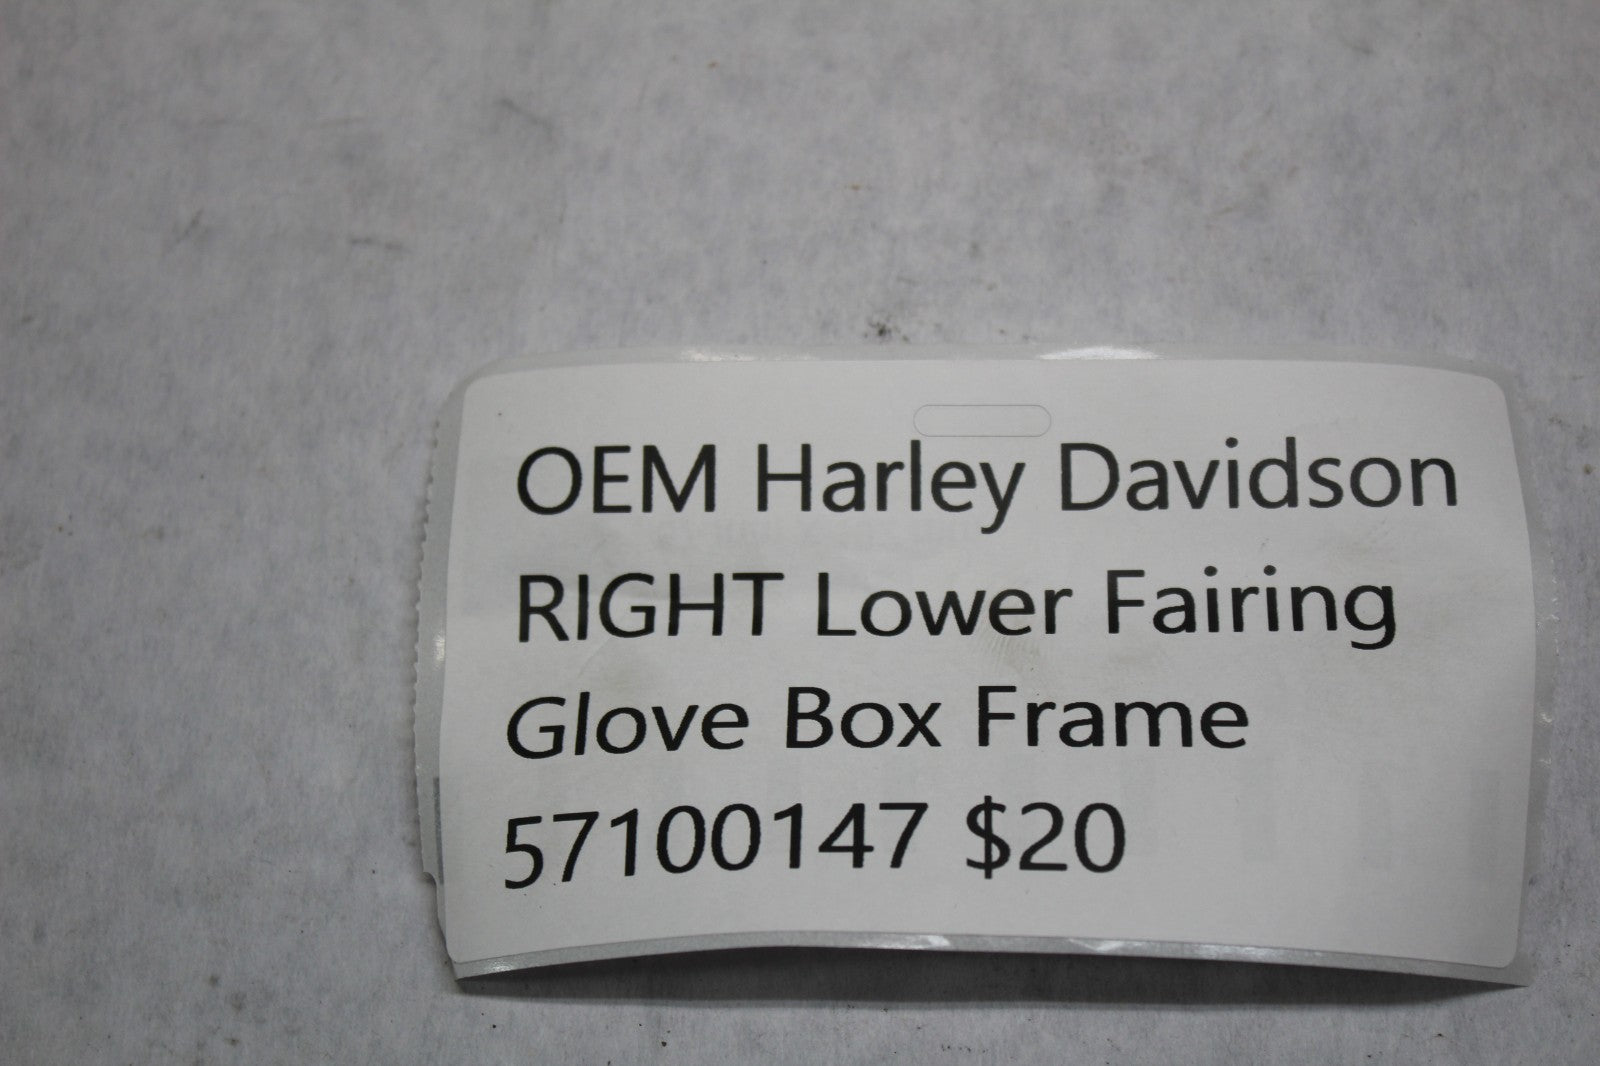 OEM Harley Davidson
RIGHT Lower Fairing
Glove Box Frame
57100147 $20